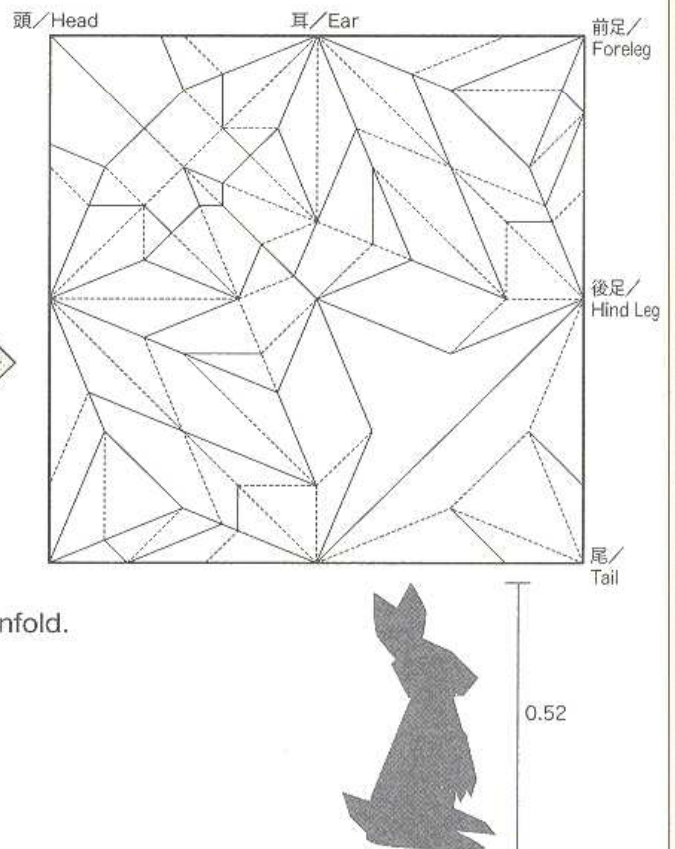 頭／Head
耳／Ear
前足／
Foreleg
後足／
Hind Leg
尾／
Tail
nfold.
0.52